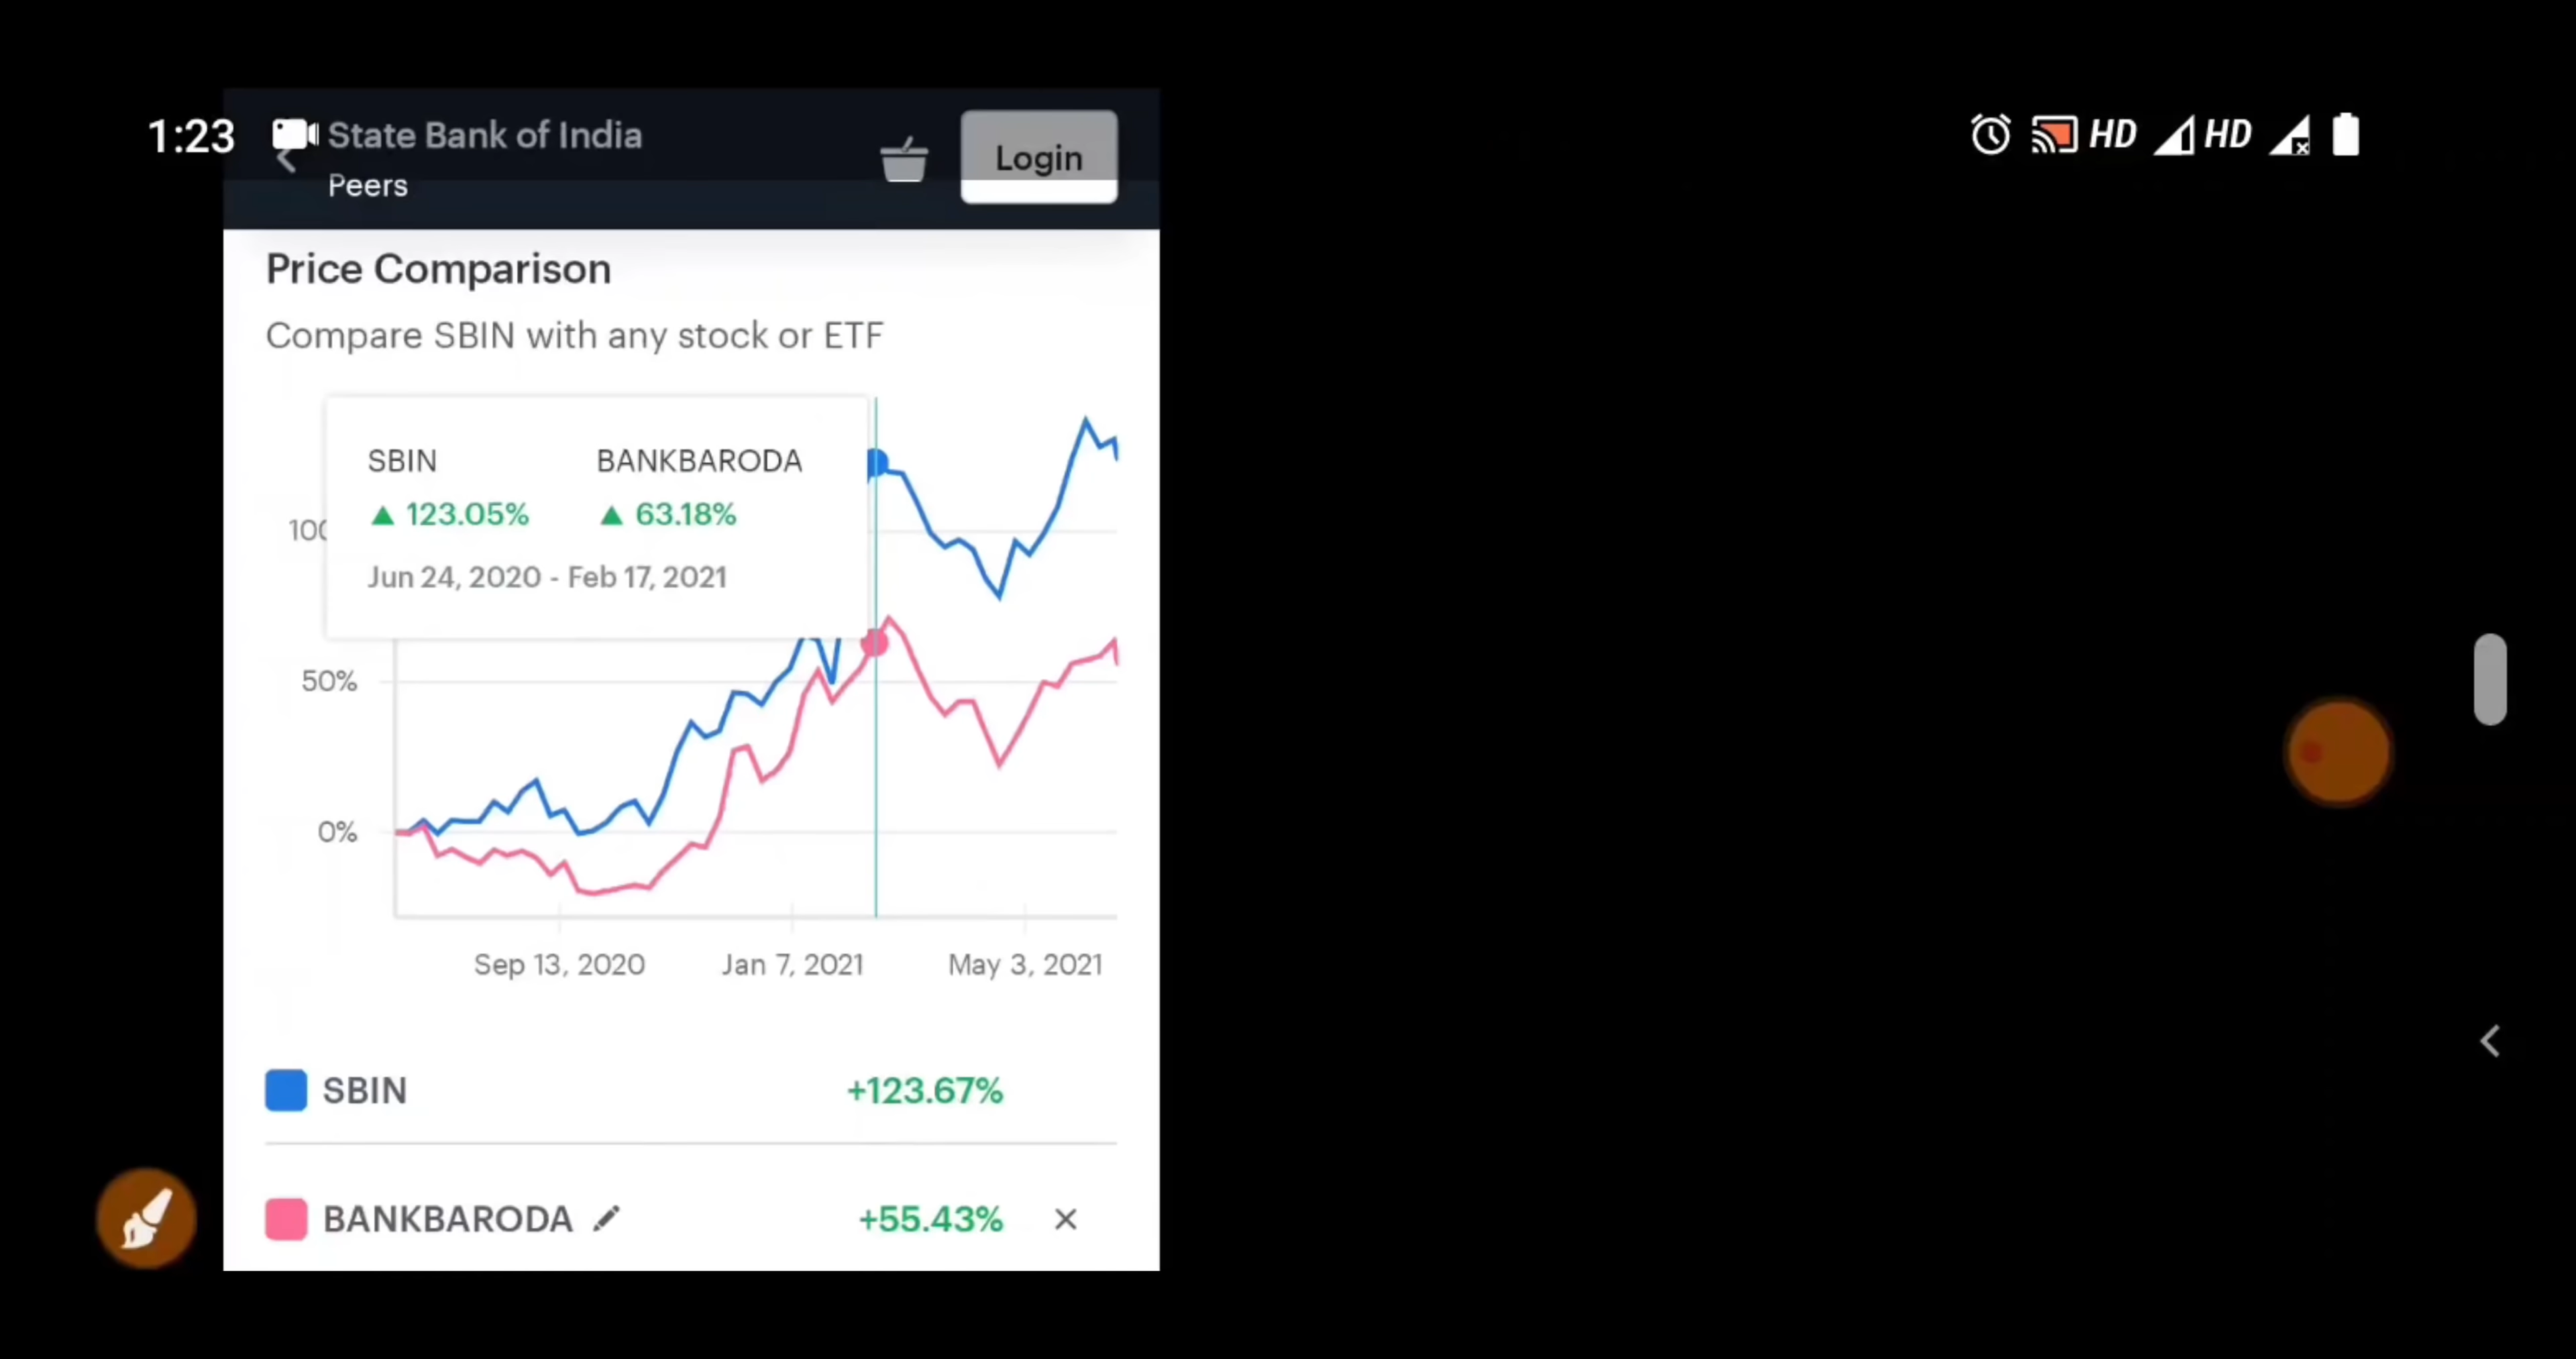 1:23
HD HD
State Bank of India
Peers
Login
Price Comparison
Compare SBIN with any stock or ETF
SBIN BANKBARODA
▲ 123.05% ▲ 63.18%
Jun 24, 2020 - Feb 17, 2021
100
50%
0%
Sep 13, 2020 Jan 7, 2021 May 3, 2021
SBIN +123.67%
BANKBARODA +55.43% ×